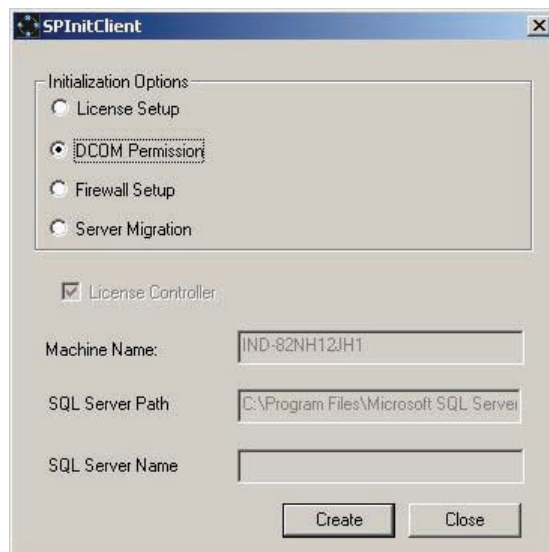 SPInitClient
Initialization Options
License Setup
DCOM Permission
Firewall Setup
Server Migration
License Controller
Machine Name: IND-82NH12JH1
SQL Server Path C:\Program Files\Microsoft SQL Server
SQL Server Name
Create Close